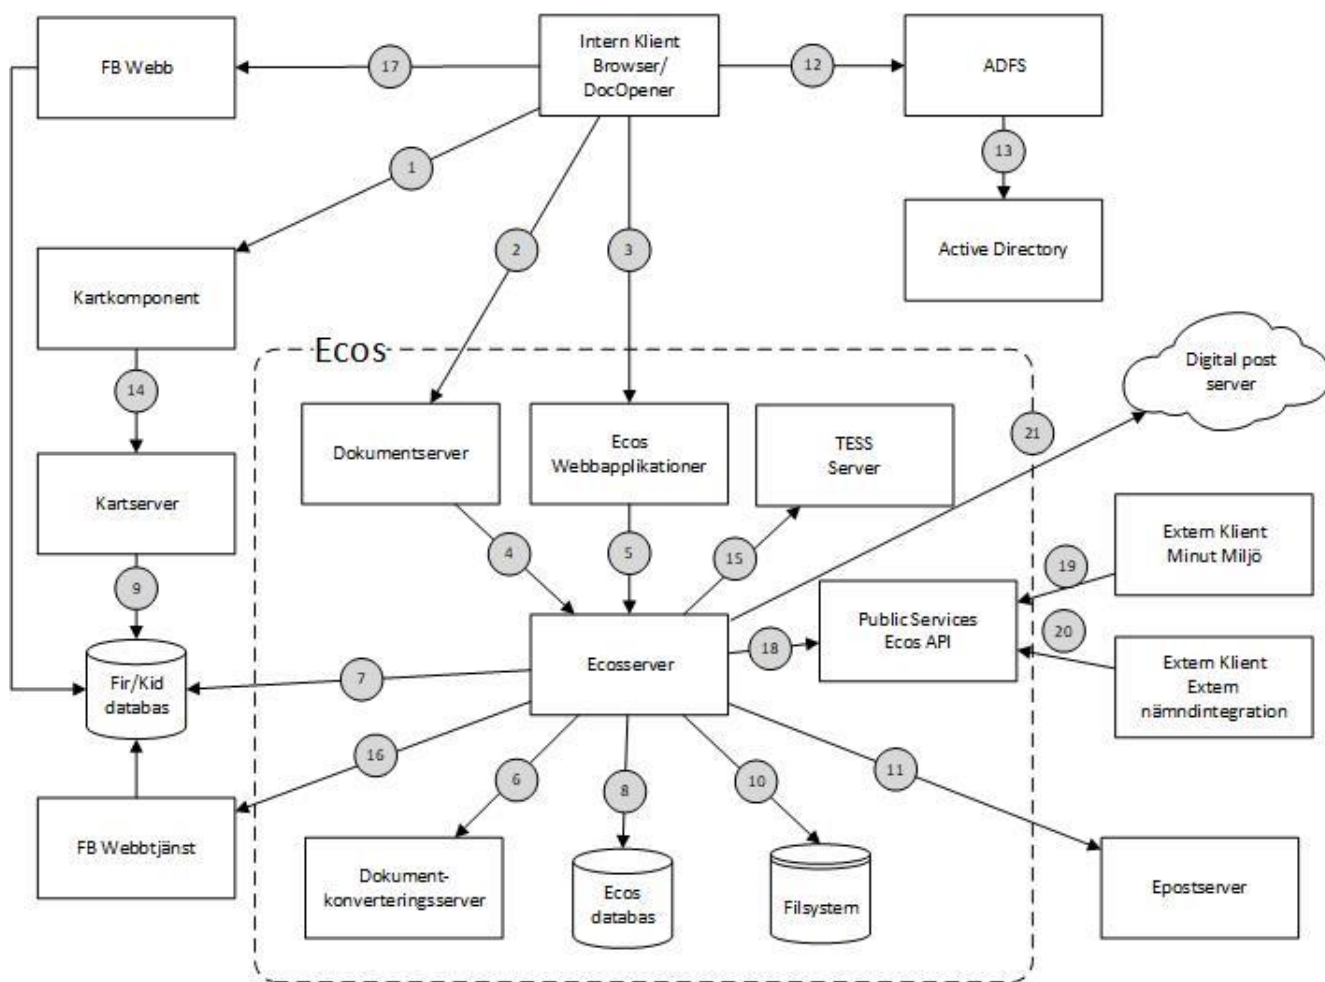 FB Webb
17
Intern Klient
Browser/
DocOpener
12
ADFS
13
Active Directory
1
2
3
Kartkomponent
14
Kartserver
9
Fir/Kid
databas
FB Webbtjänst
Ecos
Dokumentserver
Ecos
Webbapplikationer
TESS
Server
21
Digital post
server
4
5
15
Ecosserver
18
Public Services
Ecos API
19
20
Extern Klient
Minut Miljö
Extern Klient
Extern
nämndintegration
7
16
6
8
10
11
Dokument-
konverteringsserver
Ecos
databas
Filsystem
Epostserver